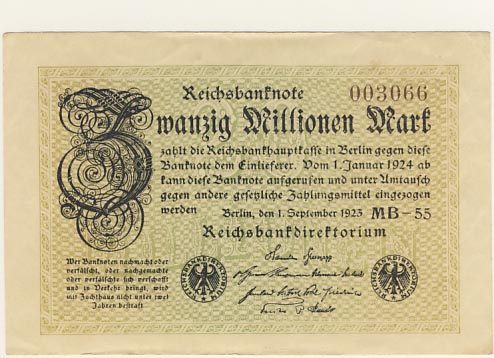 Reichsbanknote 003066
Zwanzig Millionen Mark
zahlt die Reichsbankhauptkasse in Berlin gegen diese
Banknote dem Einlieferer. Vom 1. Januar 1924 ab
kann diese Banknote aufgerufen und unter Umtausch
gegen andere gesetzliche Zahlungsmittel eingezogen
werden Berlin, den 1. September 1923 MB-55
Reichsbankdirektorium
Wer Banknoten nachmacht oder
verfälscht, oder nachgemachte
oder verfälschte sich verschafft
und in Verkehr bringt, wird
mit Zuchthaus nicht unter zwei
Jahren bestraft
REICHSBANKDIREKTORIUM
REICHSBANKDIREKTORIUM